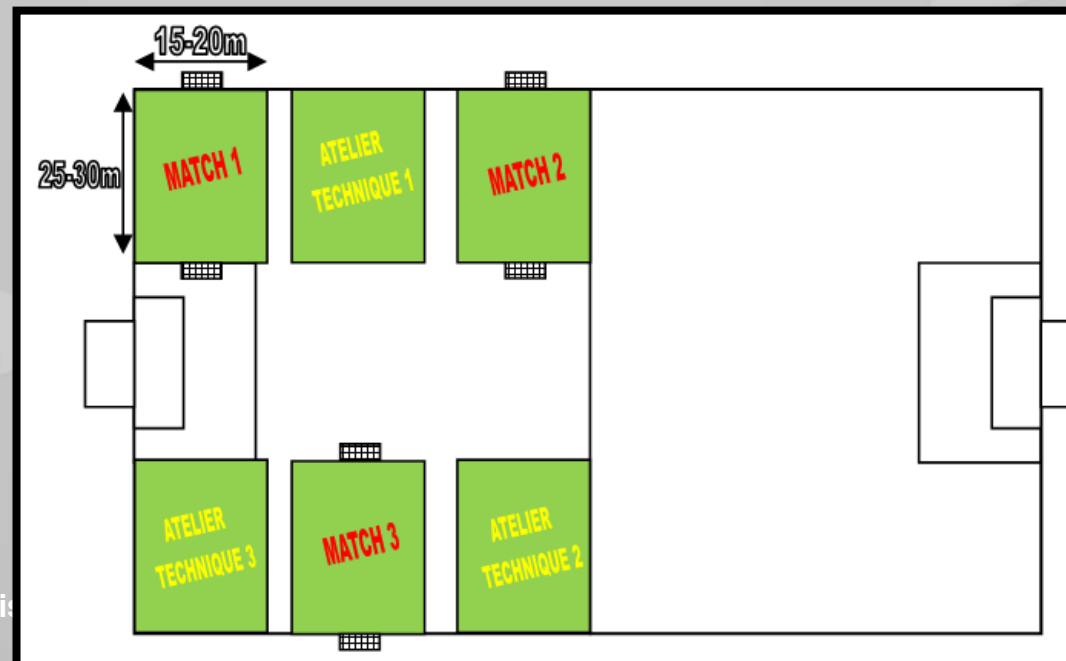 15-20m
25-30m
MATCH 1
ATELIER
TECHNIQUE 1
MATCH 2
ATELIER
TECHNIQUE 3
MATCH 3
ATELIER
TECHNIQUE 2